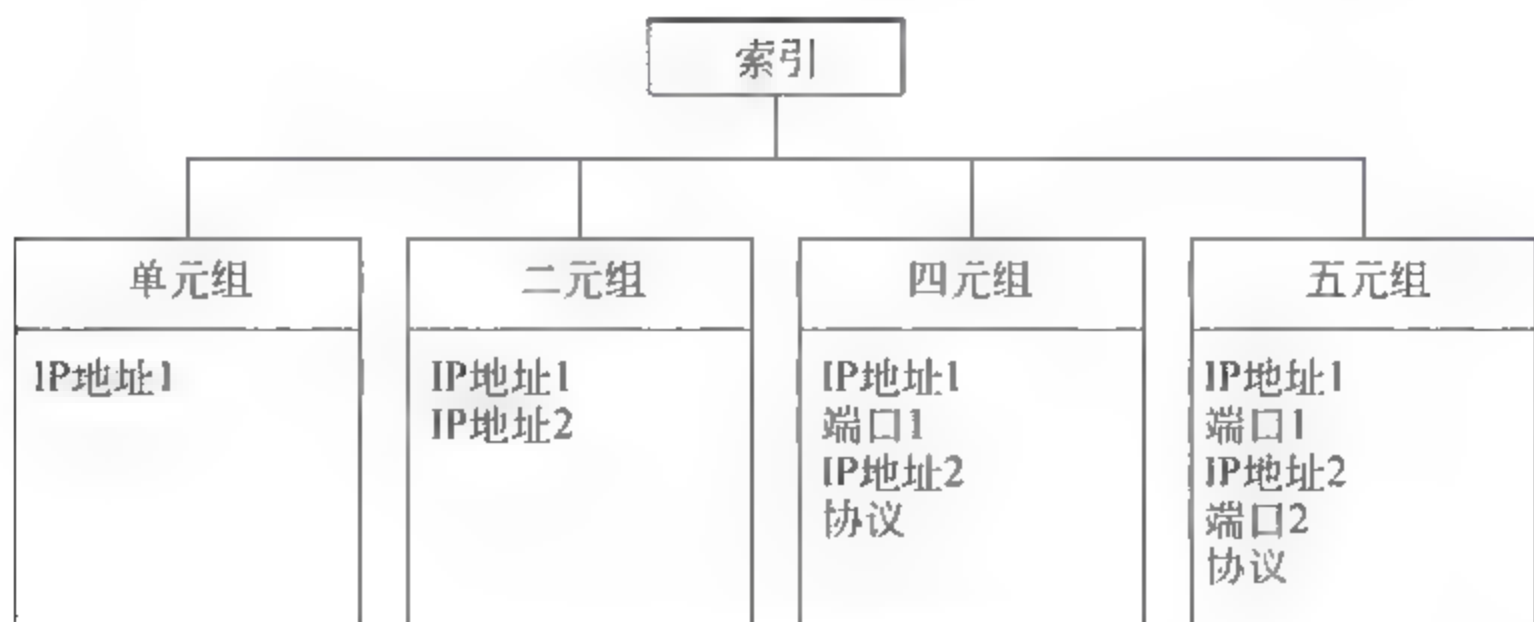 索引
单元组
IP地址1
二元组
IP地址1
IP地址2
四元组
IP地址1
端口1
IP地址2
协议
五元组
IP地址1
端口1
IP地址2
端口2
协议